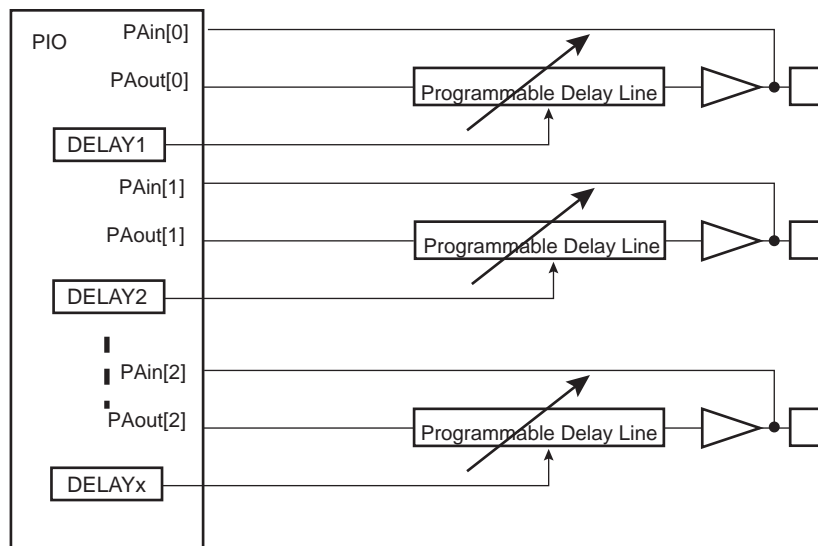 PIO
PAin[0]
PAout[0]
Programmable Delay Line
DELAY1
PAin[1]
PAout[1]
Programmable Delay Line
DELAY2
PAin[2]
PAout[2]
Programmable Delay Line
DELAYx